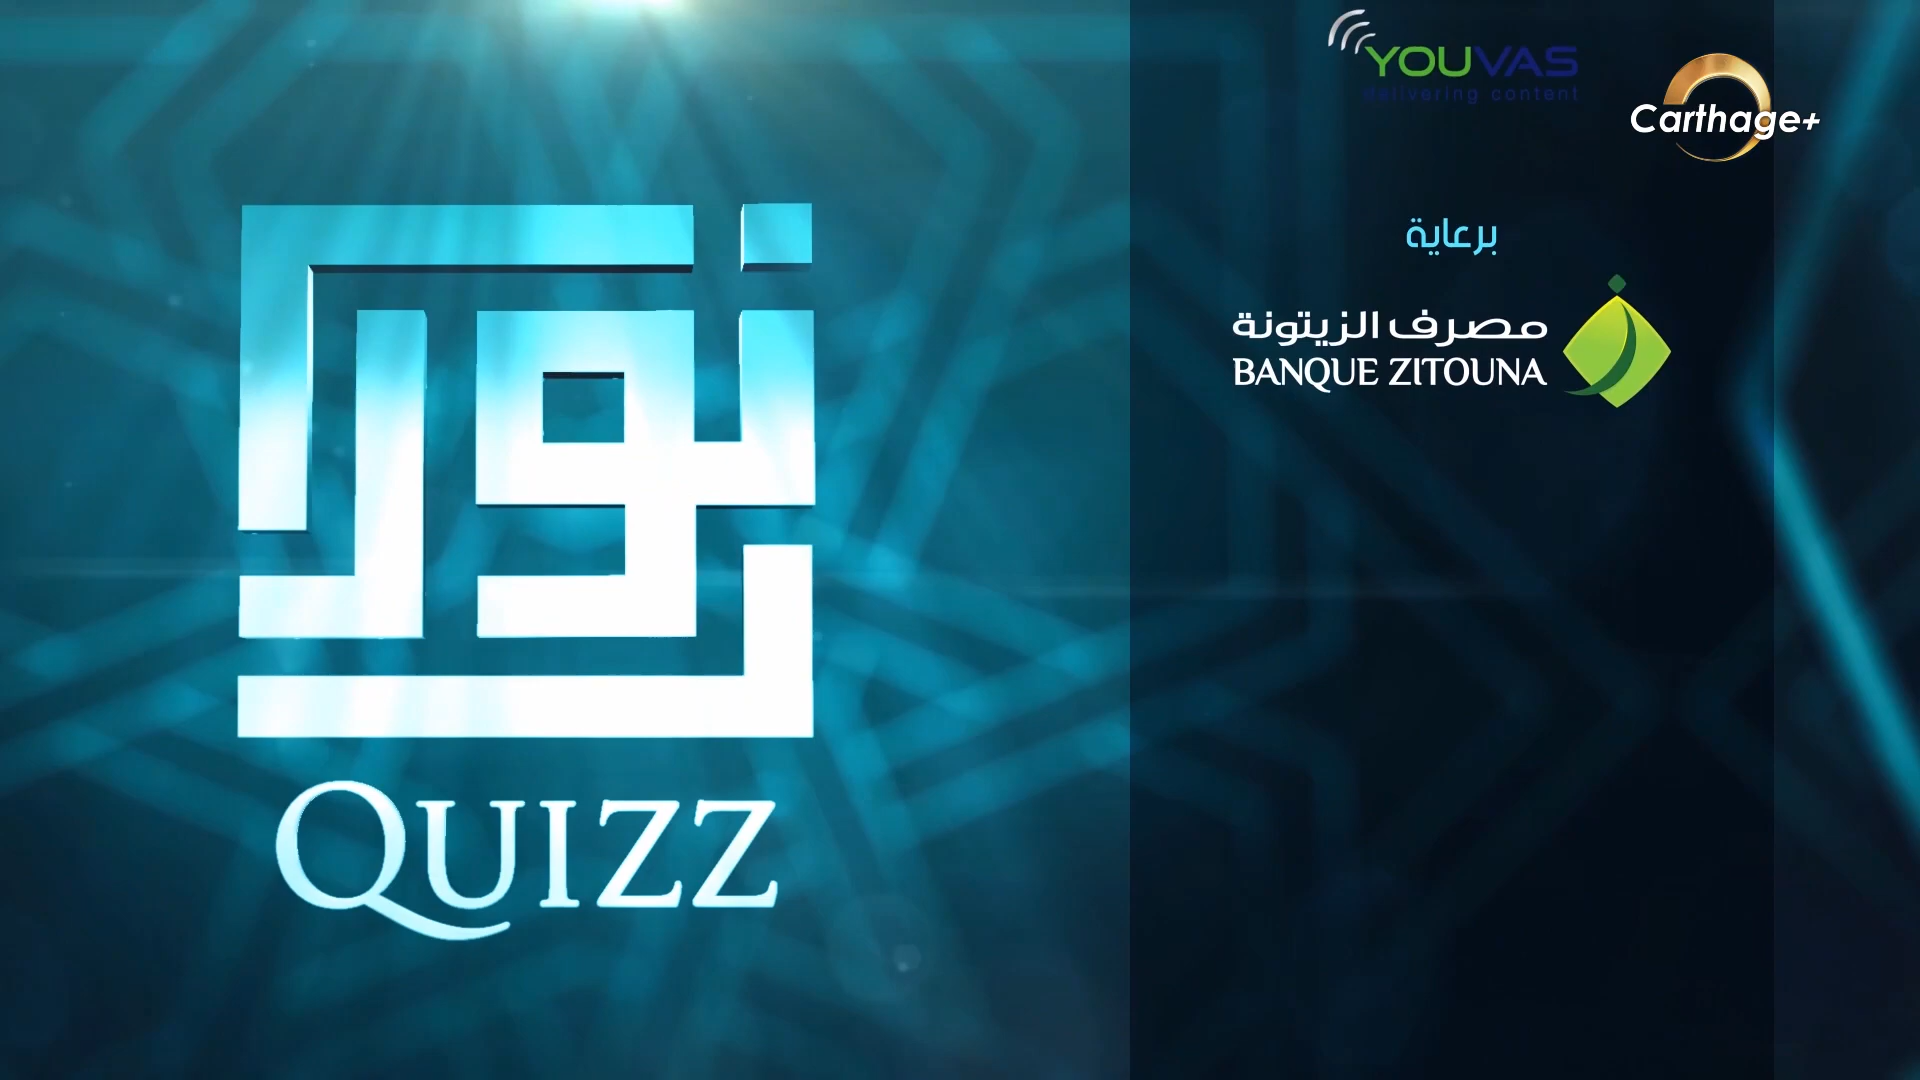 نور
QUIZZ
YOUVAS
delivering content
Carthage+
برعاية
مصرف الزيتونة
BANQUE ZITOUNA